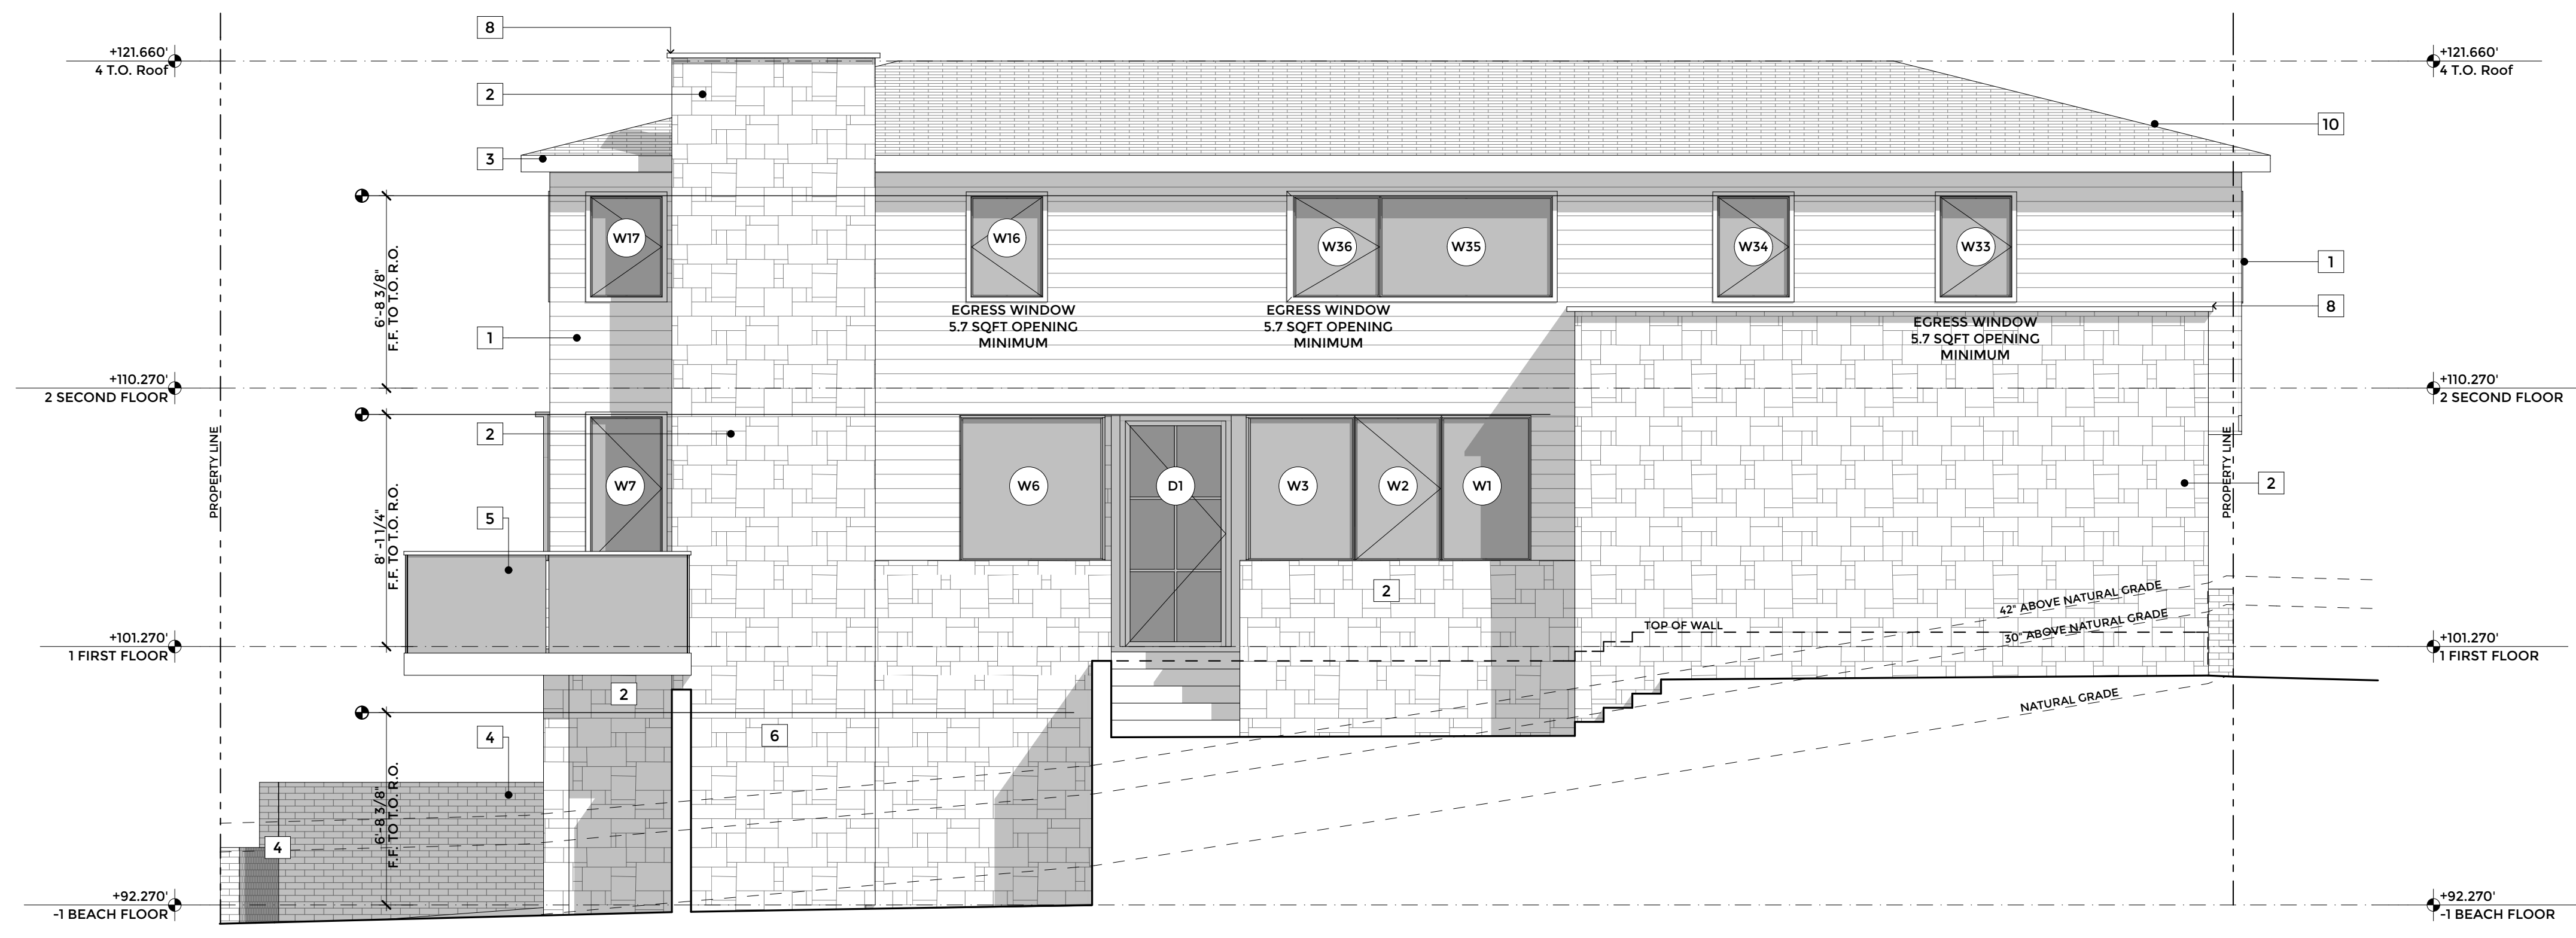 8
+121.660'
4 T.O. Roof
+121.660'
4 T.O. Roof
2
10
3
W17
W16
W36
W35
W34
W33
1
6'-8 3/8"
F.F. TO T.O. R.O.
EGRESS WINDOW
5.7 SQFT OPENING
MINIMUM
EGRESS WINDOW
5.7 SQFT OPENING
MINIMUM
8
EGRESS WINDOW
5.7 SQFT OPENING
MINIMUM
1
+110.270'
2 SECOND FLOOR
+110.270'
2 SECOND FLOOR
2
PROPERTY LINE
PROPERTY LINE
W7
W6
D1
W3
W2
W1
2
8'-1 1/4"
F.F. TO T.O. R.O.
5
2
42" ABOVE NATURAL GRADE
TOP OF WALL
30" ABOVE NATURAL GRADE
+101.270'
1 FIRST FLOOR
+101.270'
1 FIRST FLOOR
2
NATURAL GRADE
4
6
6'-8 3/8"
F.F. TO T.O. R.O.
4
+92.270'
-1 BEACH FLOOR
+92.270'
-1 BEACH FLOOR